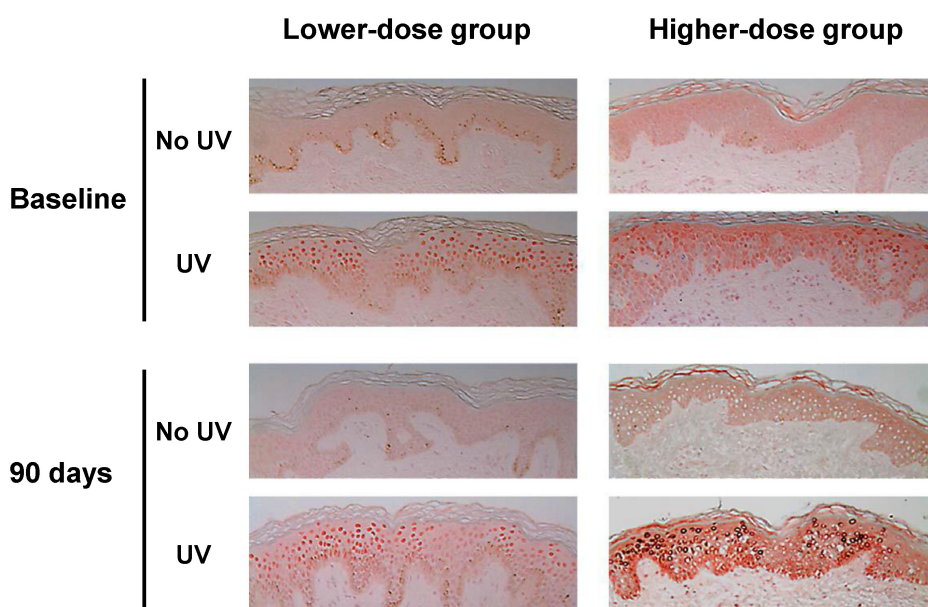 Lower-dose group
Higher-dose group
Baseline
No UV
UV
90 days
No UV
UV